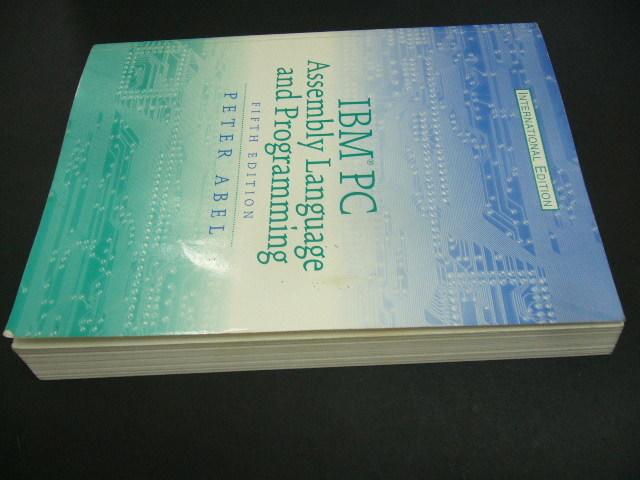 INTERNATIONAL EDITION
IBM® PC
Assembly Language
and Programming
FIFTH EDITION
PETER ABEL